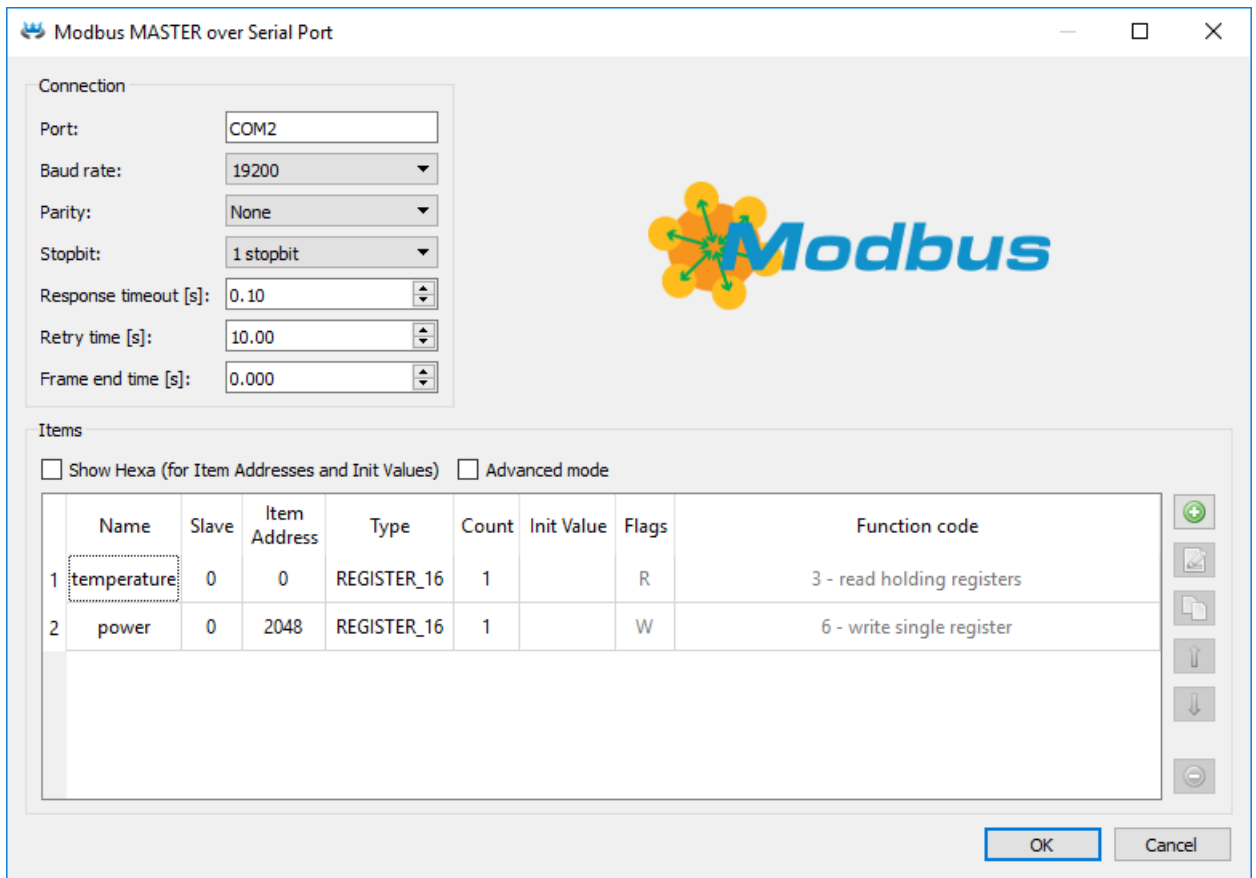 Modbus MASTER over Serial Port
Connection
Port: COM2
Baud rate: 19200
Parity: None
Stopbit: 1 stopbit
Response timeout [s]: 0.10
Retry time [s]: 10.00
Frame end time [s]: 0.000
Modbus
Items
Show Hexa (for Item Addresses and Init Values) Advanced mode
Name Slave Item Address Type Count Init Value Flags Function code
1 temperature 0 0 REGISTER_16 1 R 3 - read holding registers
2 power 0 2048 REGISTER_16 1 W 6 - write single register
OK Cancel